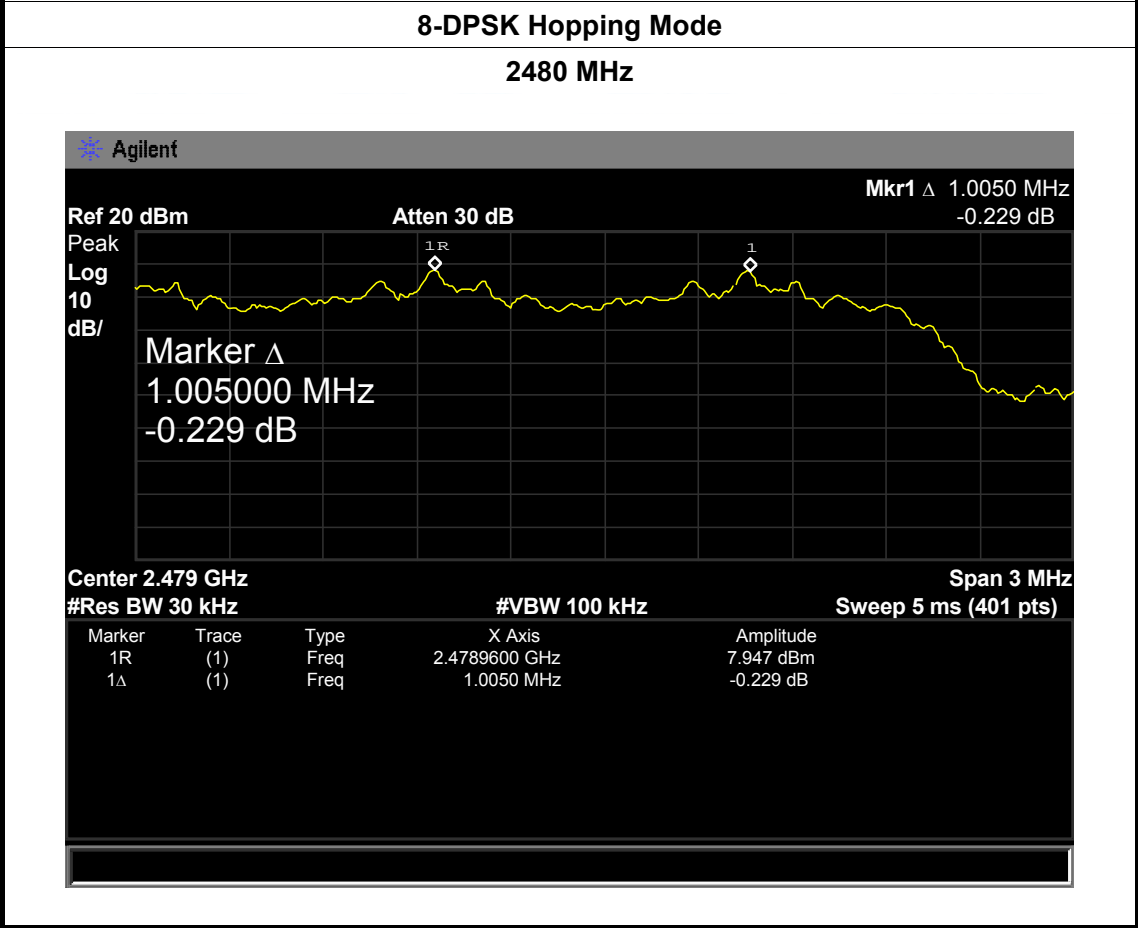 8-DPSK Hopping Mode
2480 MHz
Agilent
Mkr1 Δ 1.0050 MHz
Ref 20 dBm Atten 30 dB -0.229 dB
Peak
Log
10
dB/
1R 1
Marker Δ
1.005000 MHz
-0.229 dB
Center 2.479 GHz Span 3 MHz
#Res BW 30 kHz #VBW 100 kHz Sweep 5 ms (401 pts)
Marker Trace Type X Axis Amplitude
1R (1) Freq 2.4789600 GHz 7.947 dBm
1Δ (1) Freq 1.0050 MHz -0.229 dB